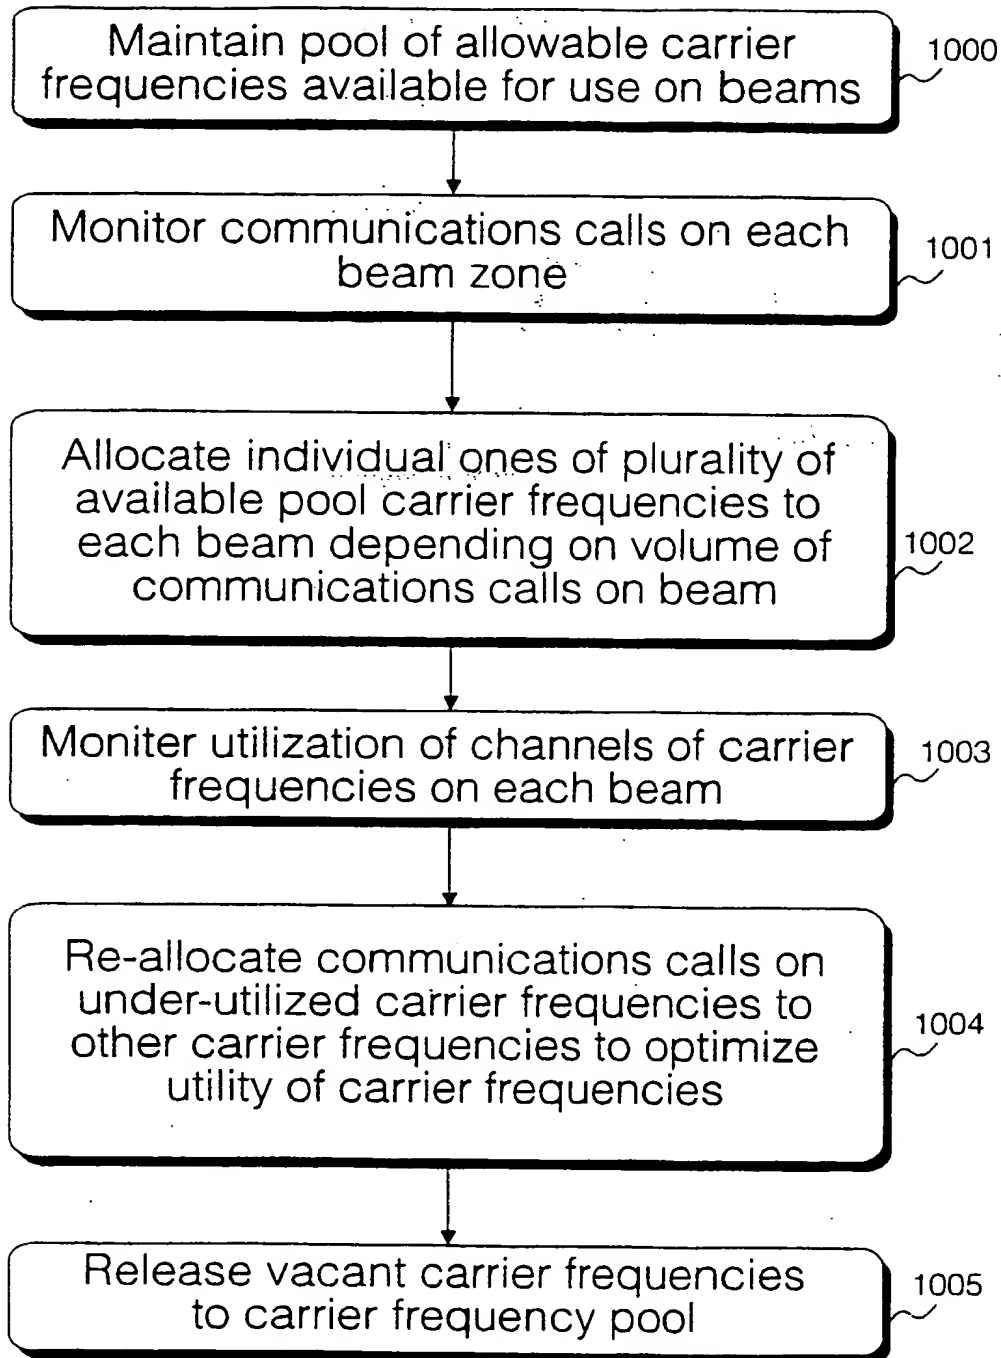 Maintain pool of allowable carrier
frequencies available for use on beams
1000
Monitor communications calls on each
beam zone
1001
Allocate individual ones of plurality of
available pool carrier frequencies to
each beam depending on volume of
communications calls on beam
1002
Moniter utilization of channels of carrier
frequencies on each beam
1003
Re-allocate communications calls on
under-utilized carrier frequencies to
other carrier frequencies to optimize
utility of carrier frequencies
1004
Release vacant carrier frequencies
to carrier frequency pool
1005